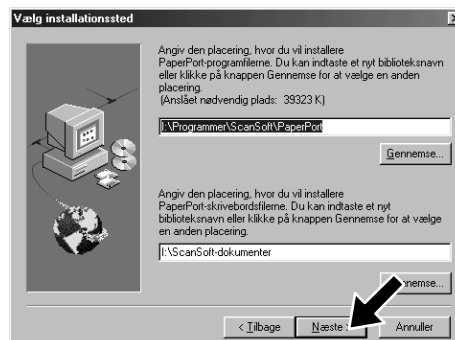 Vælg installationssted
Angiv den placering, hvor du vil installere
PaperPort-programfilerne. Du kan indtaste et nyt biblioteksnavn
eller klikke på knappen Gennemse for at vælge en anden
placering.
(Anslået nødvendig plads: 39323 K)
I:\Programmer\ScanSoft\PaperPort
Gennemse...
Angiv den placering, hvor du vil installere
PaperPort-skrivebordsfilerne. Du kan indtaste et nyt
biblioteksnavn eller klikke på knappen Gennemse for at vælge
en anden placering.
I:\ScanSoft-dokumenter
nnemse...
< Tilbage Næste > Annuller